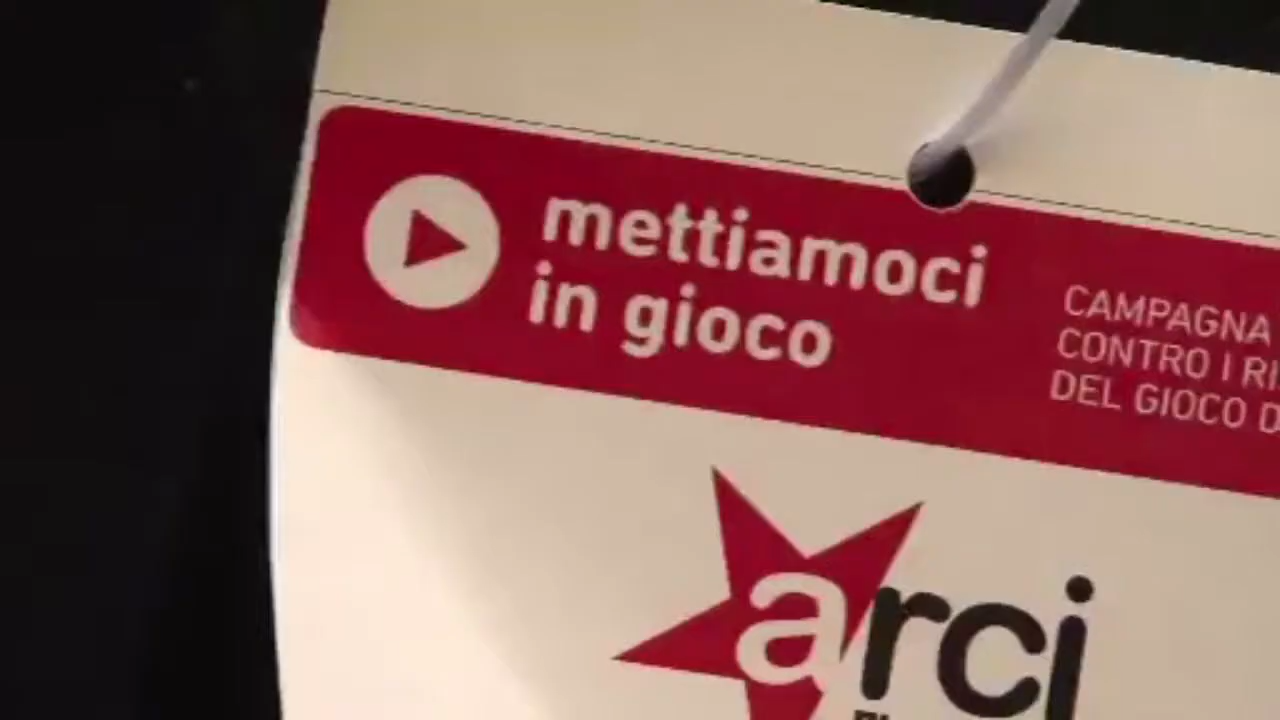 mettiamoci
in gioco
CAMPAGNA
CONTRO I
DEL GIOCO
arci